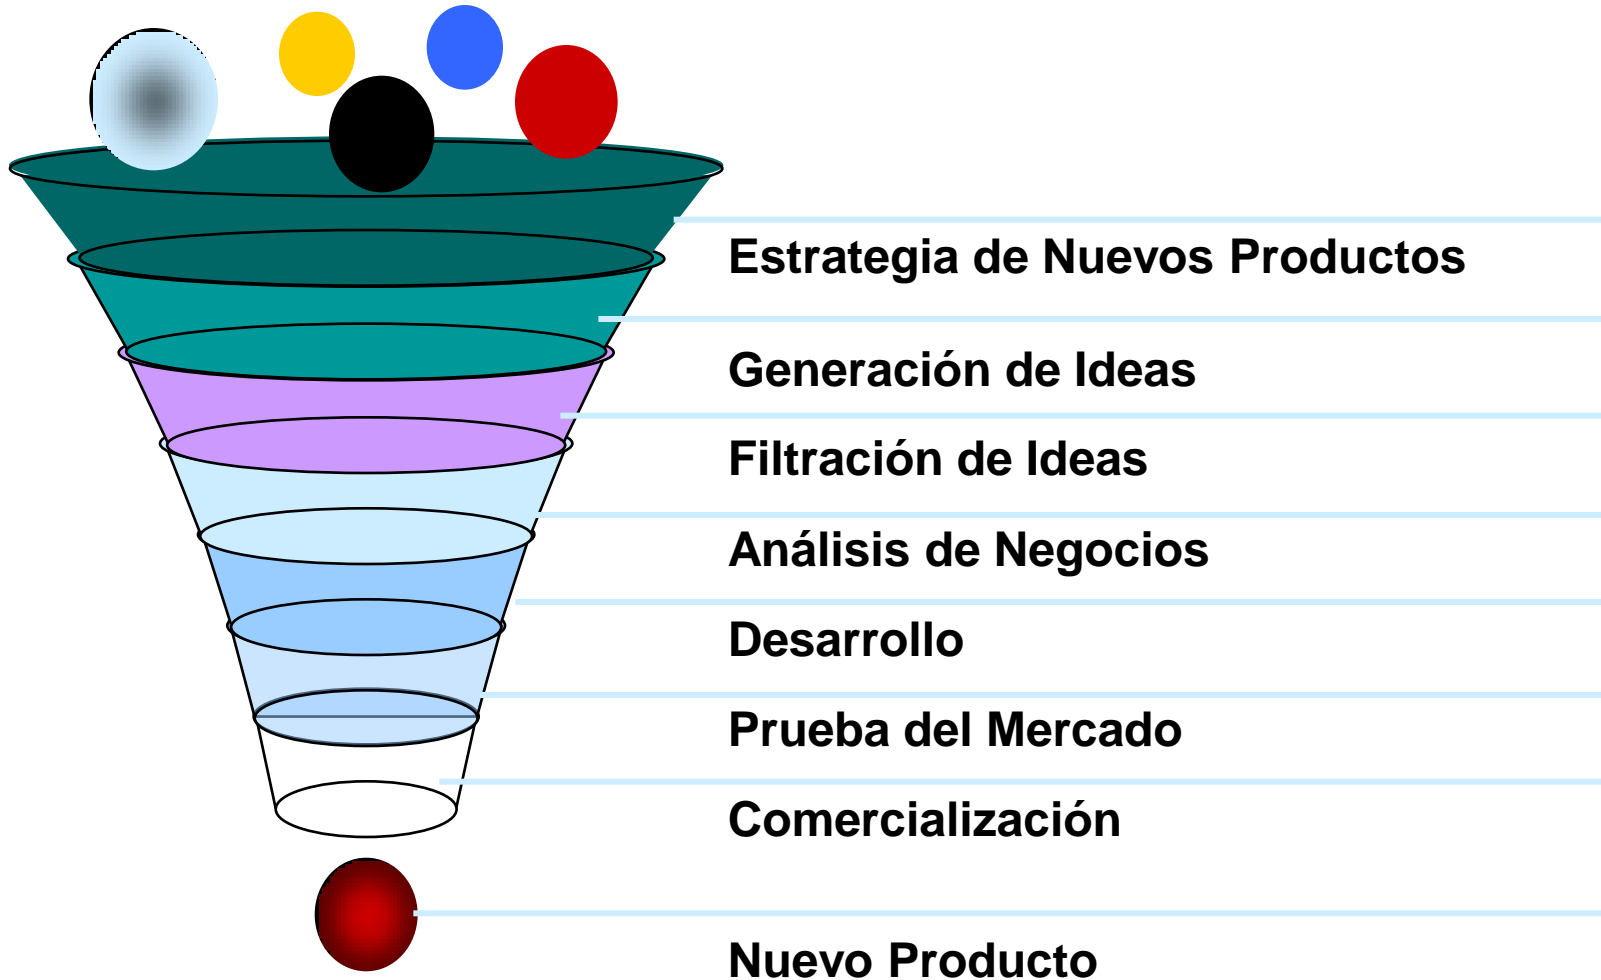 Estrategia de Nuevos Productos
Generación de Ideas
Filtración de Ideas
Análisis de Negocios
Desarrollo
Prueba del Mercado
Comercialización
Nuevo Producto